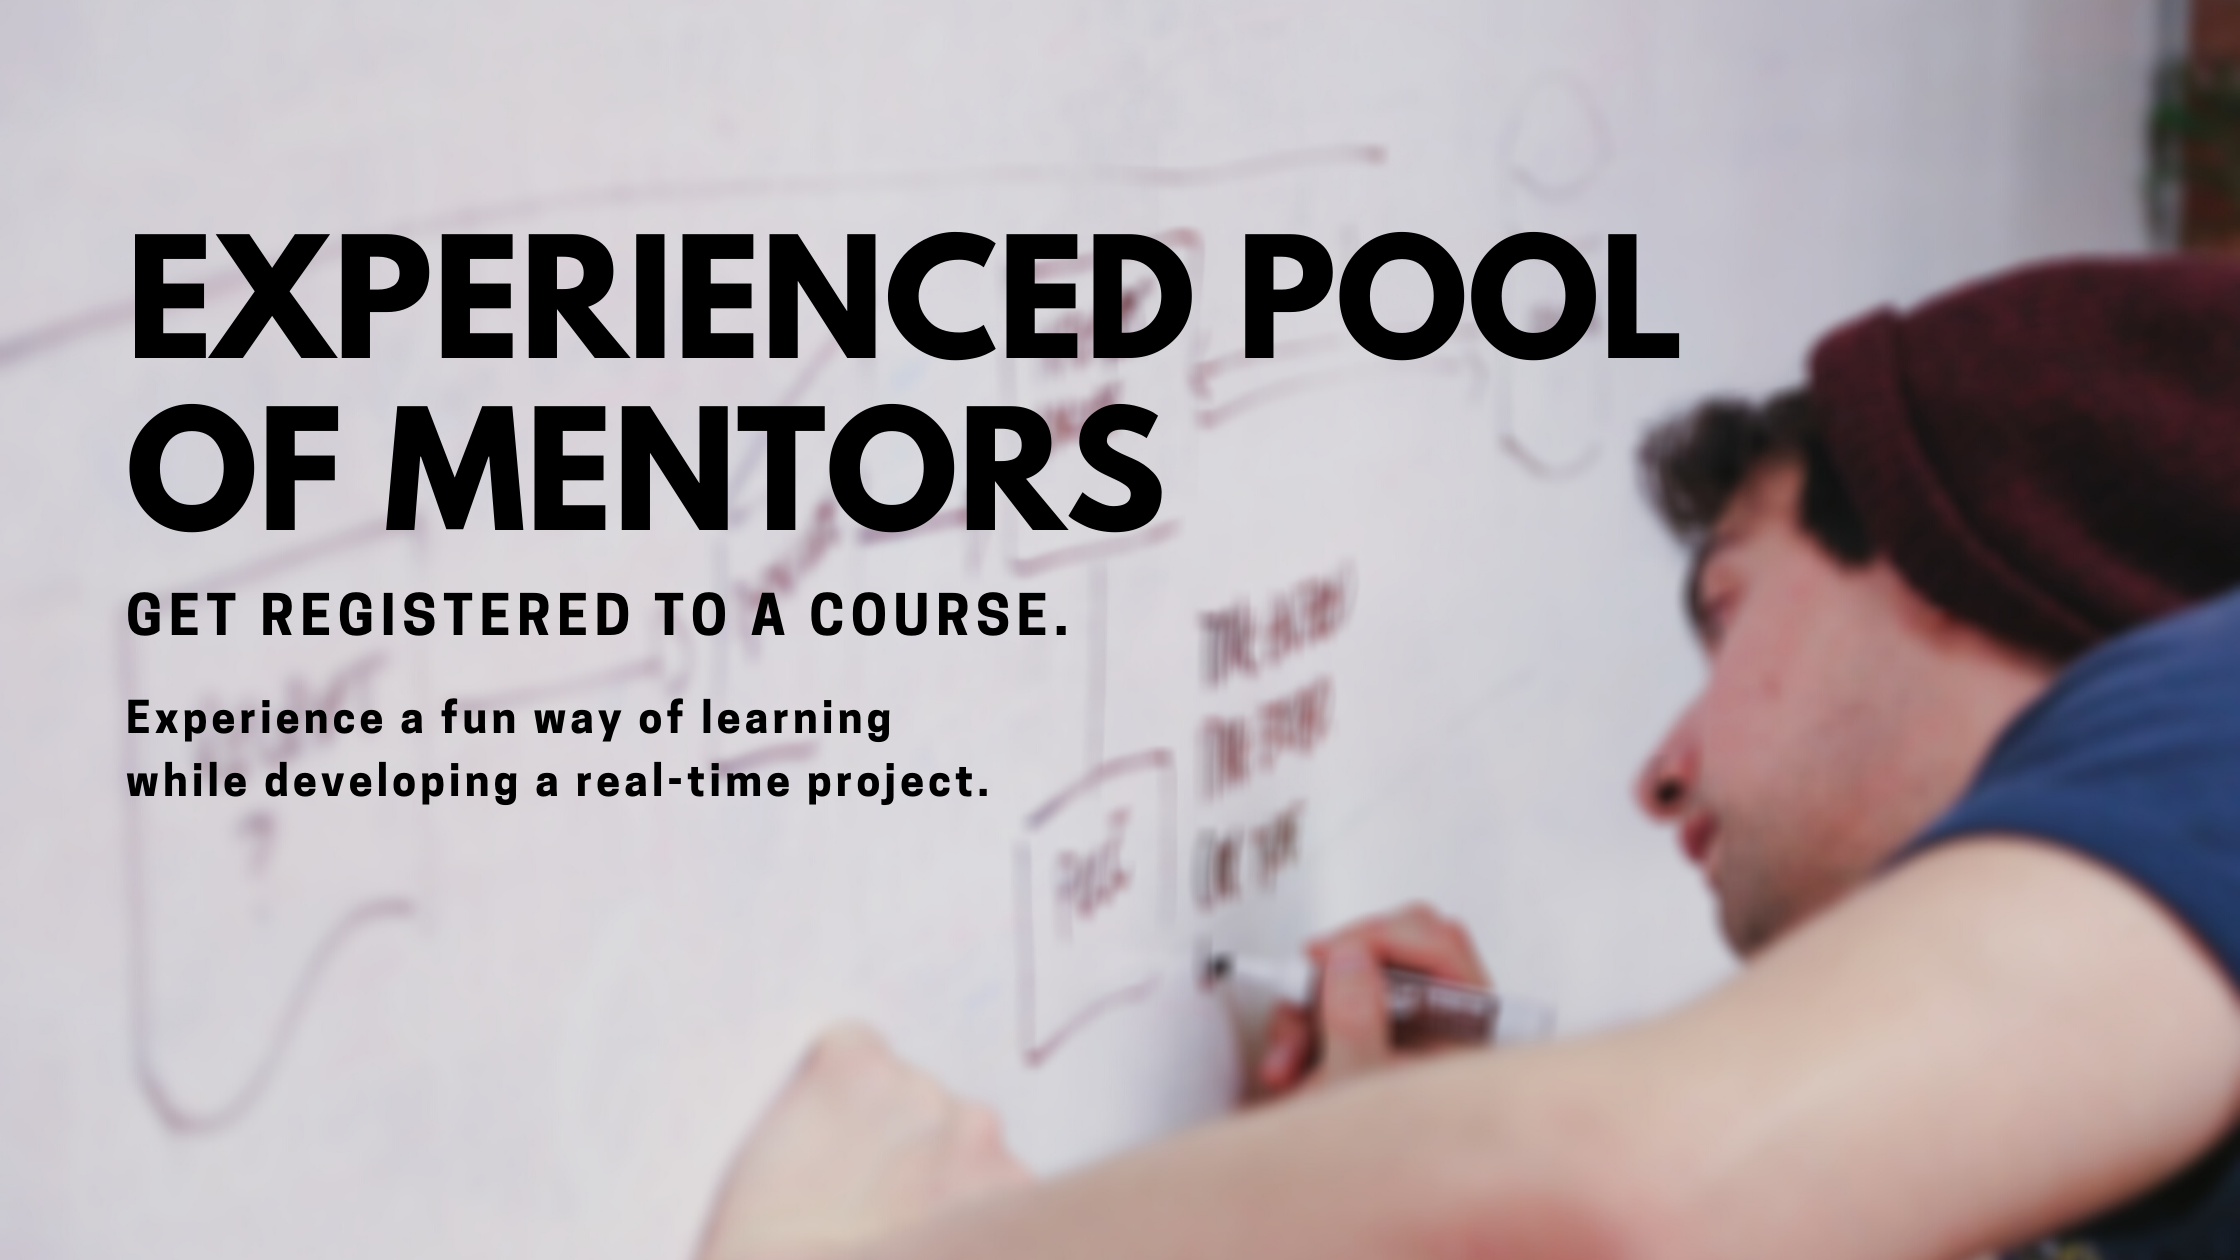 EXPERIENCED POOL
OF MENTORS
GET REGISTERED TO A COURSE.
Experience a fun way of learning
while developing a real-time project.